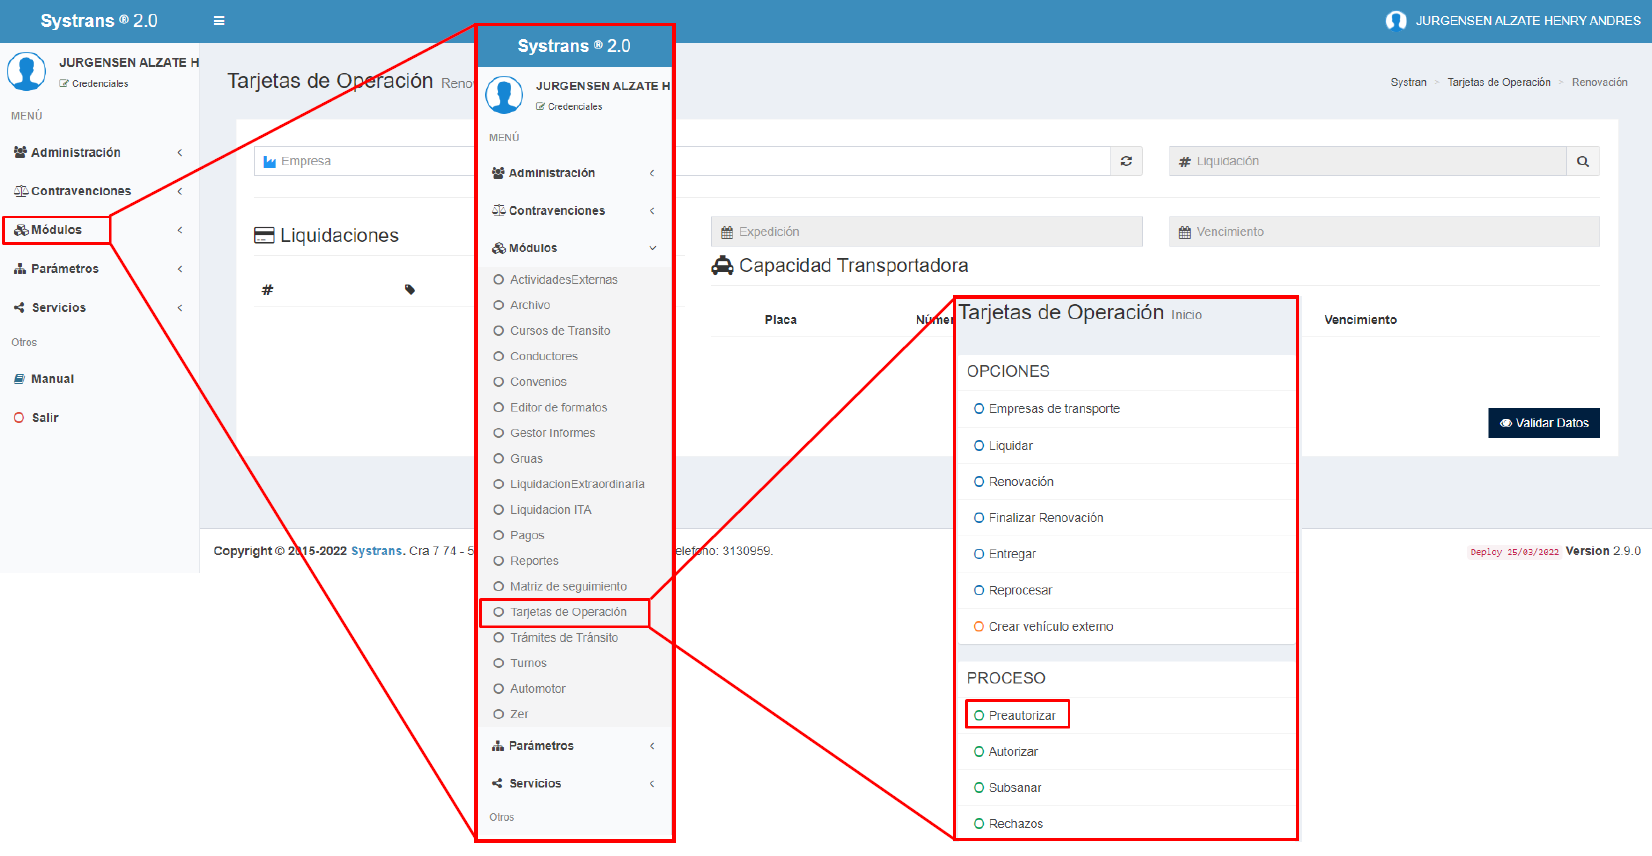 Systrans ® 2.0
JURGENSEN ALZATE HENRY ANDRES
JURGENSEN ALZATE H
Credenciales
MENÚ
Administración
Contravenciones
Módulos
Parámetros
Servicios
Otros
Manual
Salir
Tarjetas de Operación
Systran > Tarjetas de Operación > Renovación
Empresa
# Liquidación
Liquidaciones
#
Expedición
Vencimiento
Capacidad Transportadora
Placa
Vencimiento
Validar Datos
Copyright © 2015-2022 Systrans. Cra 7 74 - 5
elefono: 3130959.
Deploy 25/03/2022 Version 2.9.0
Systrans ® 2.0
JURGENSEN ALZATE H
Credenciales
MENÚ
Administración
Contravenciones
Módulos
ActividadesExternas
Archivo
Cursos de Transito
Conductores
Convenios
Editor de formatos
Gestor Informes
Gruas
LiquidacionExtraordinaria
Liquidacion ITA
Pagos
Reportes
Matriz de seguimiento
Tarjetas de Operación
Trámites de Tránsito
Turnos
Automotor
Zer
Parámetros
Servicios
Otros
Tarjetas de Operación Inicio
OPCIONES
Empresas de transporte
Liquidar
Renovación
Finalizar Renovación
Entregar
Reprocesar
Crear vehículo externo
PROCESO
Preautorizar
Autorizar
Subsanar
Rechazos